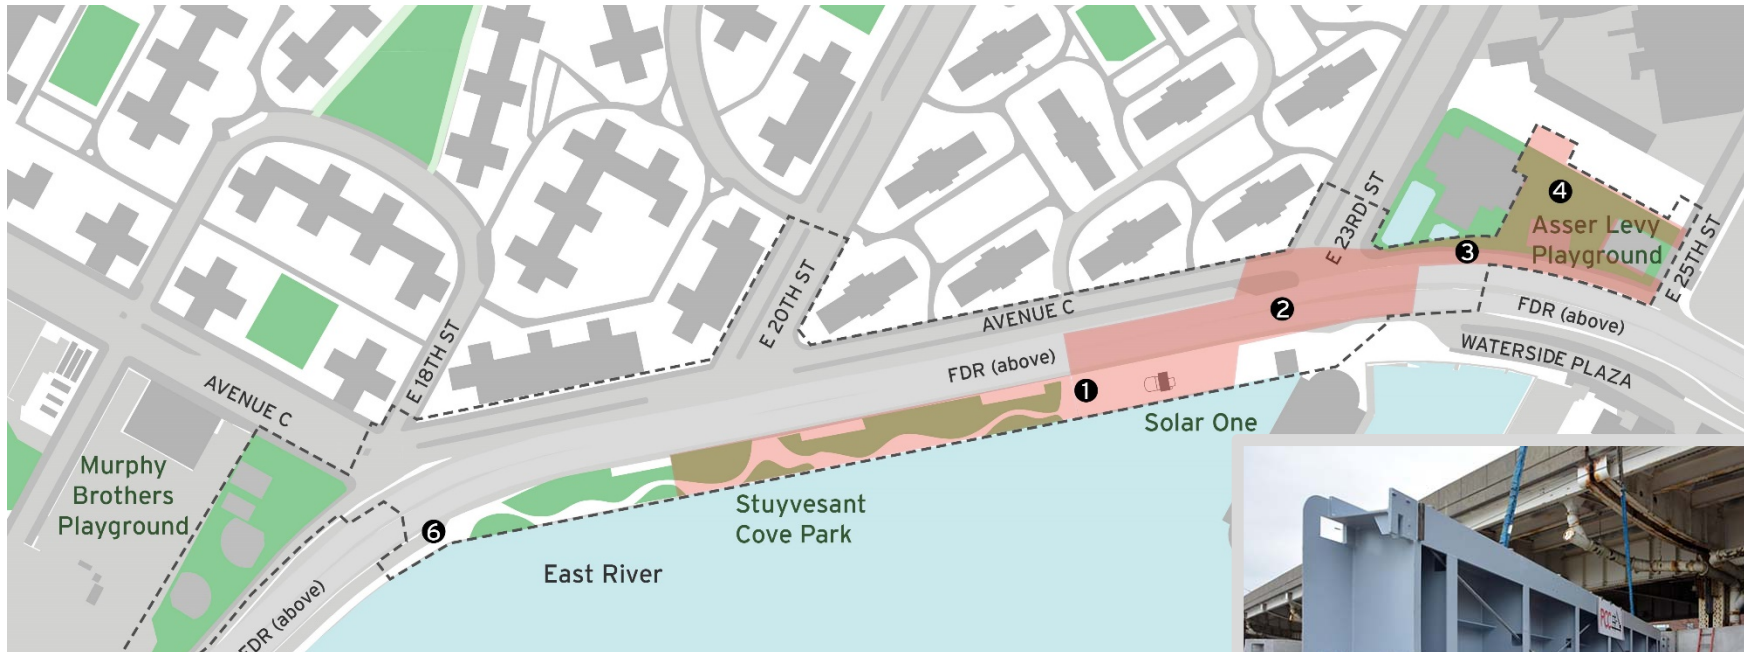 E 23RD ST
4
Asser Levy
Playground
3
E 25TH ST
E 20TH ST
AVENUE C
2
FDR (above)
WATERSIDE PLAZA
E 18TH ST
FDR (above)
AVENUE C
1
Solar One
Murphy
Brothers
Playground
Stuyvesant
Cove Park
6
East River
FDR (above)